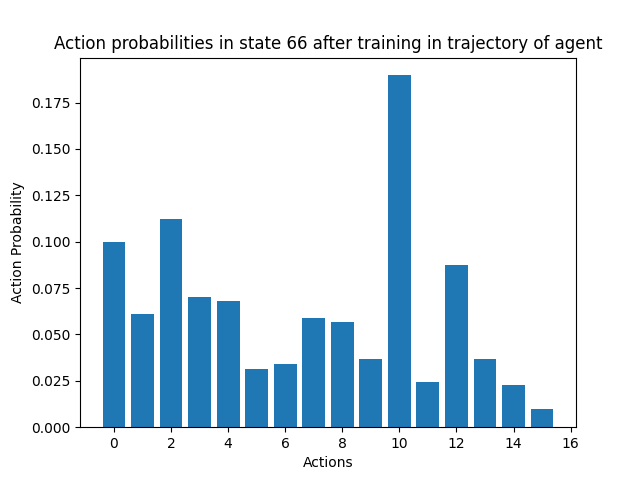 Action probabilities in state 66 after training in trajectory of agent
Action Probability
0.175
0.150
0.125
0.100
0.075
0.050
0.025
0.000
0 2 4 6 8 10 12 14 16
Actions